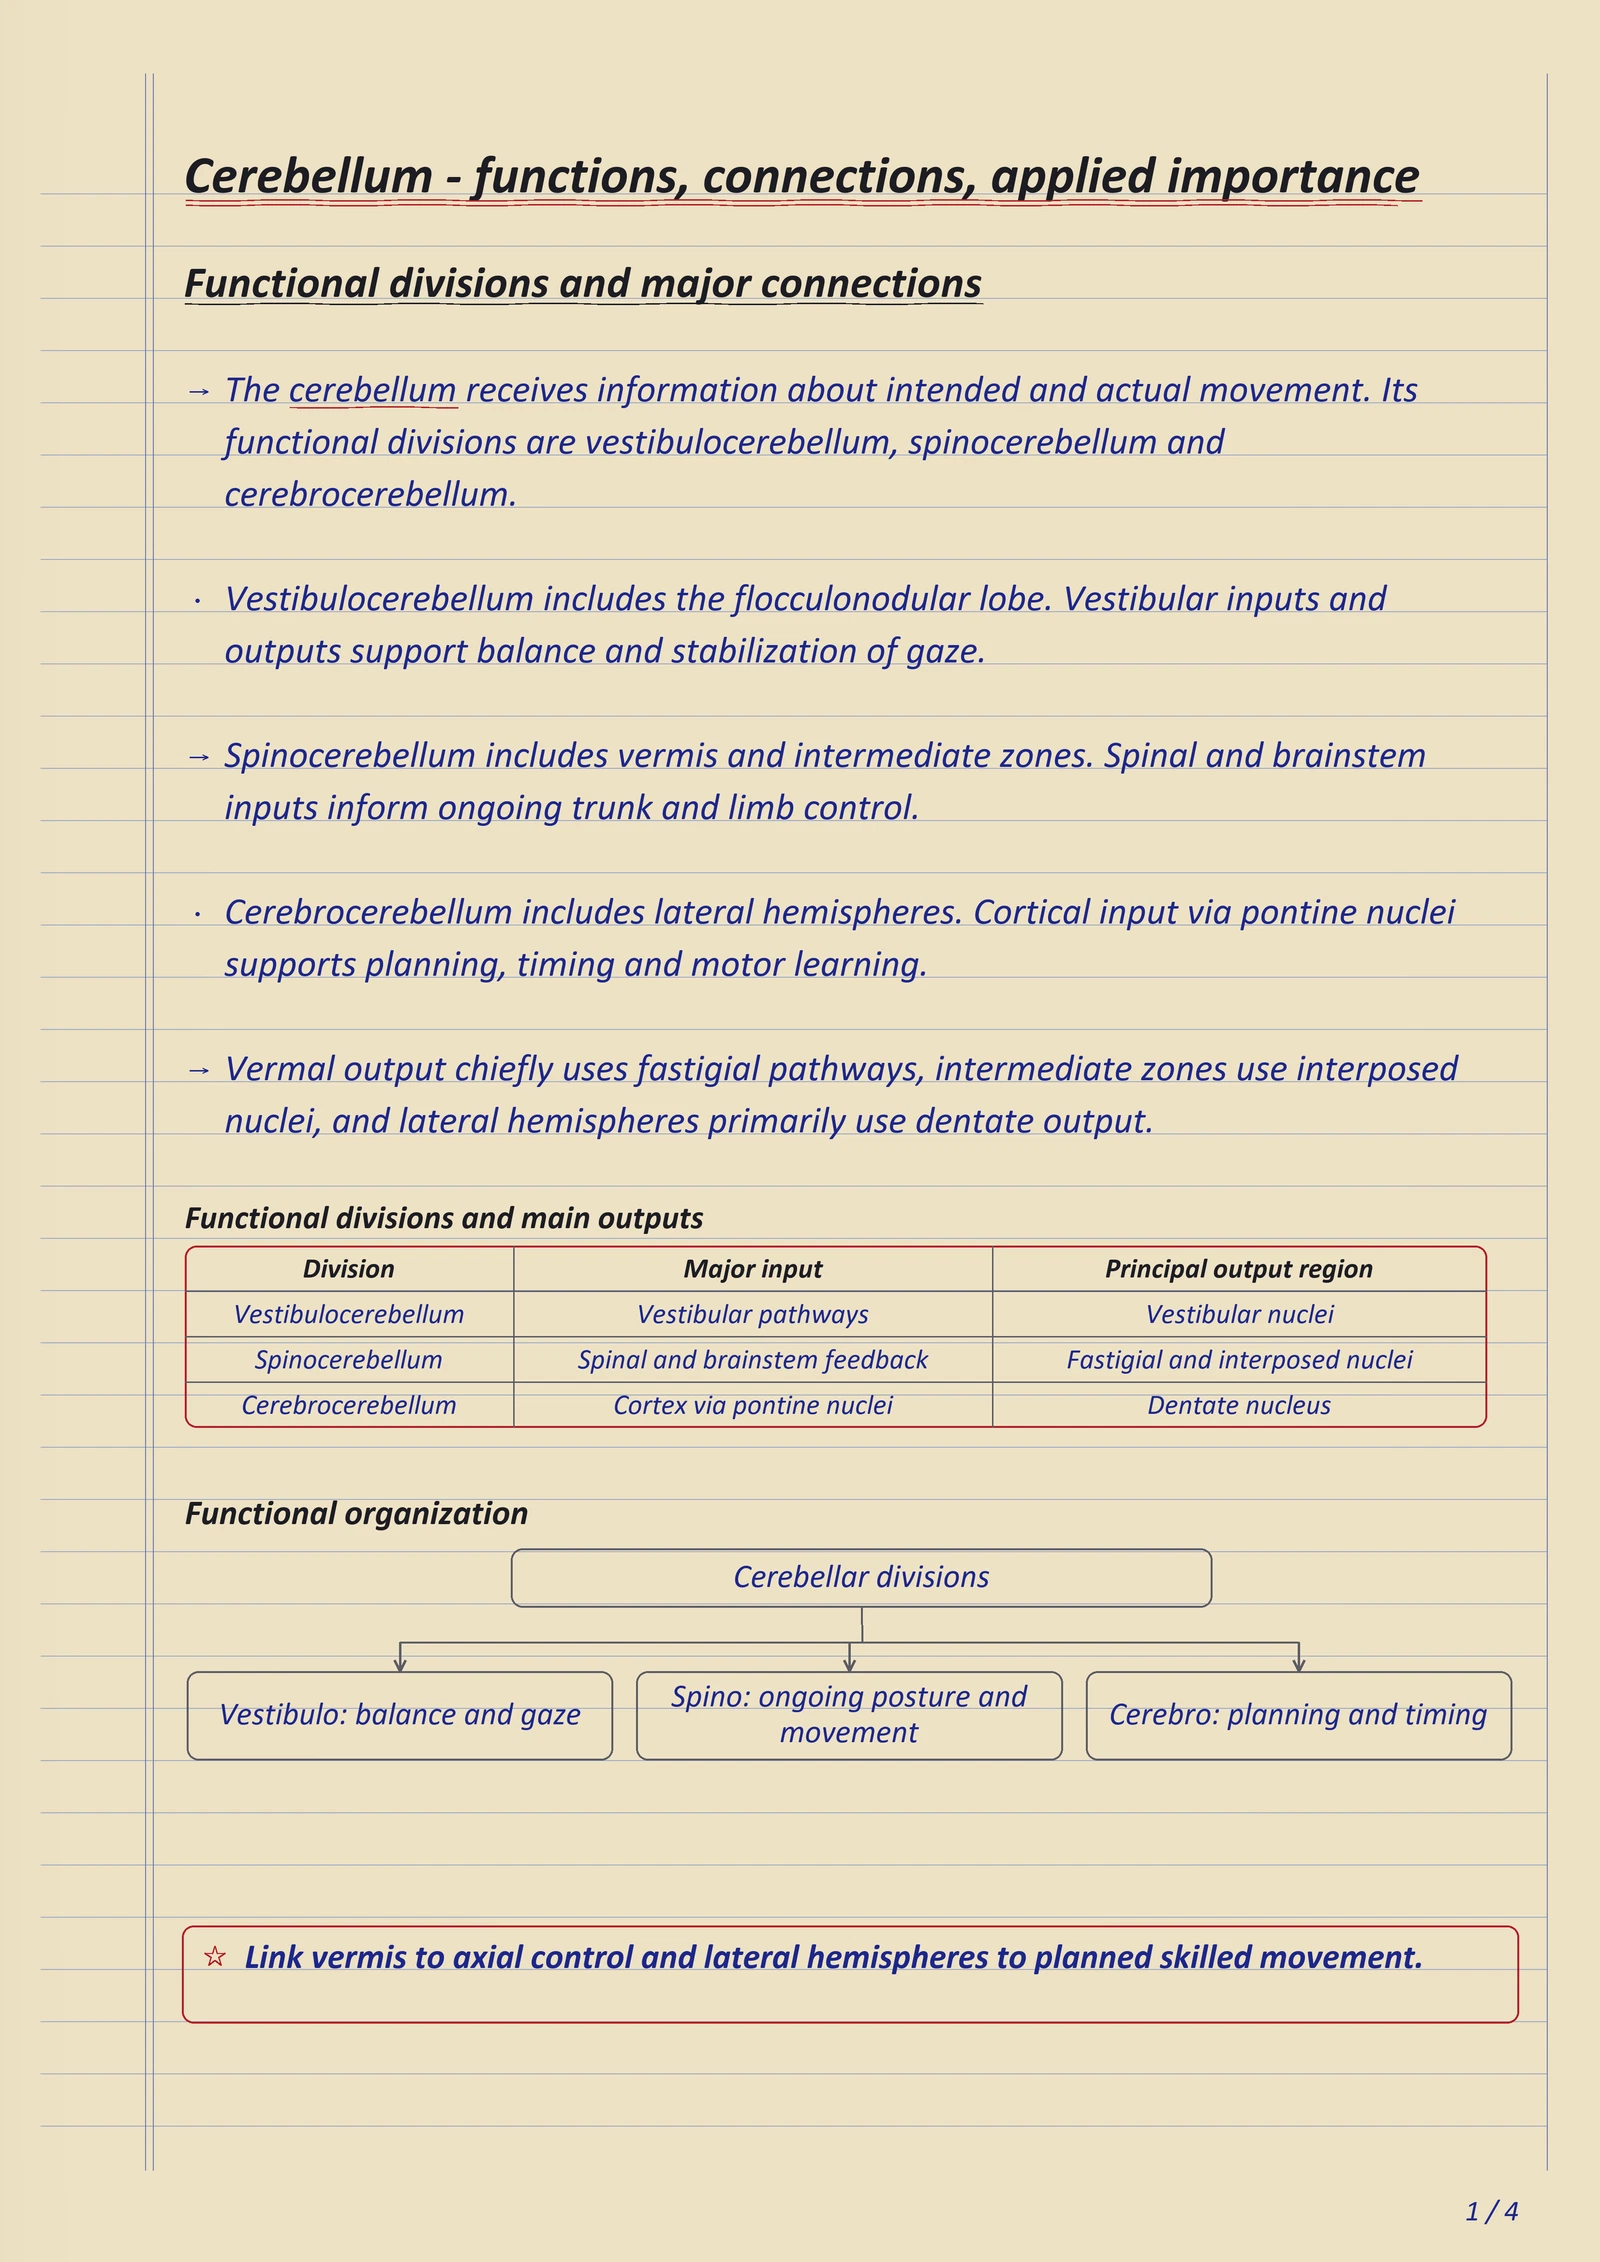 Cerebellum - functions, connections, applied importance
Functional divisions and major connections
→ The cerebellum receives information about intended and actual movement. Its
functional divisions are vestibulocerebellum, spinocerebellum and
cerebrocerebellum.
· Vestibulocerebellum includes the flocculonodular lobe. Vestibular inputs and
outputs support balance and stabilization of gaze.
→ Spinocerebellum includes vermis and intermediate zones. Spinal and brainstem
inputs inform ongoing trunk and limb control.
· Cerebrocerebellum includes lateral hemispheres. Cortical input via pontine nuclei
supports planning, timing and motor learning.
→ Vermal output chiefly uses fastigial pathways, intermediate zones use interposed
nuclei, and lateral hemispheres primarily use dentate output.
Functional divisions and main outputs
Division Major input Principal output region
Vestibulocerebellum Vestibular pathways Vestibular nuclei
Spinocerebellum Spinal and brainstem feedback Fastigial and interposed nuclei
Cerebrocerebellum Cortex via pontine nuclei Dentate nucleus
Functional organization
Cerebellar divisions
Vestibulo: balance and gaze
Spino: ongoing posture and
movement
Cerebro: planning and timing
☆ Link vermis to axial control and lateral hemispheres to planned skilled movement.
1 / 4